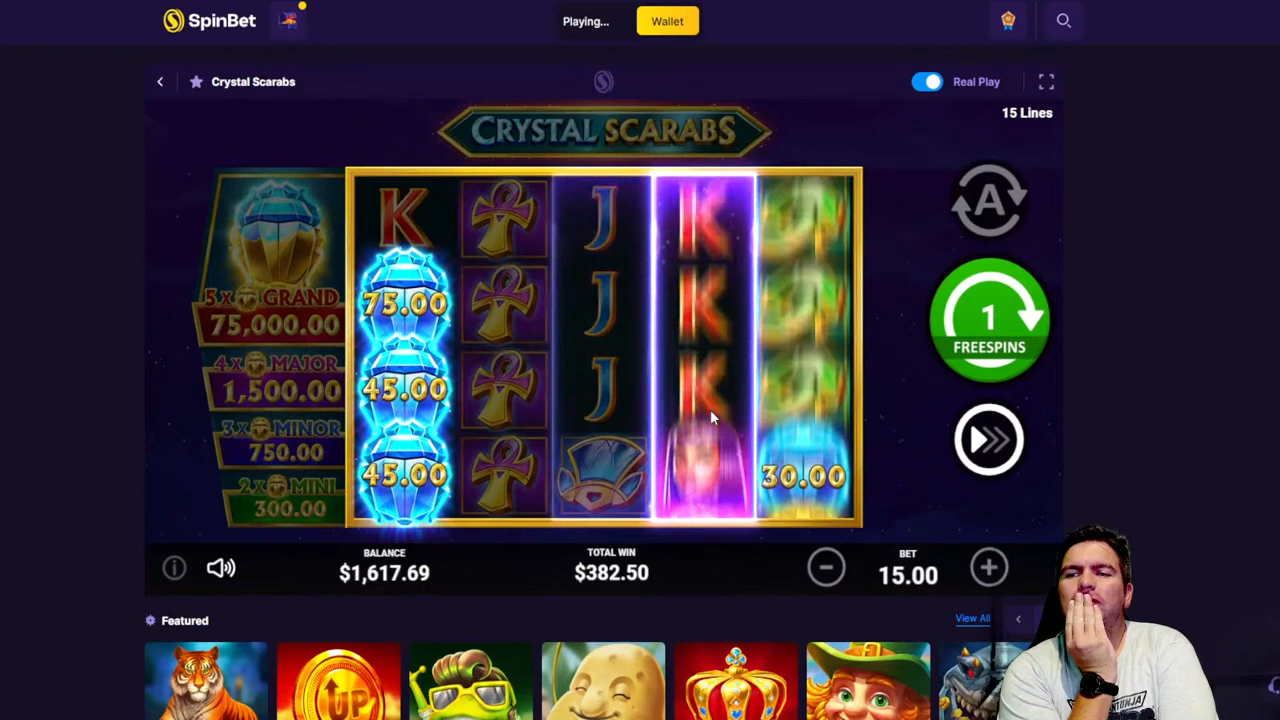 SpinBet
Playing...
Wallet
Crystal Scarabs
Real Play
15 Lines
CRYSTAL SCARABS
A
5x GRAND
75,000.00
4x MAJOR
1,500.00
3x MINOR
750.00
2x MINI
300.00
K
J
K
75.00
J
K
45.00
J
K
45.00
30.00
1
FREESPINS
BALANCE
$1,617.69
TOTAL WIN
$382.50
BET
15.00
Featured
View All
UP